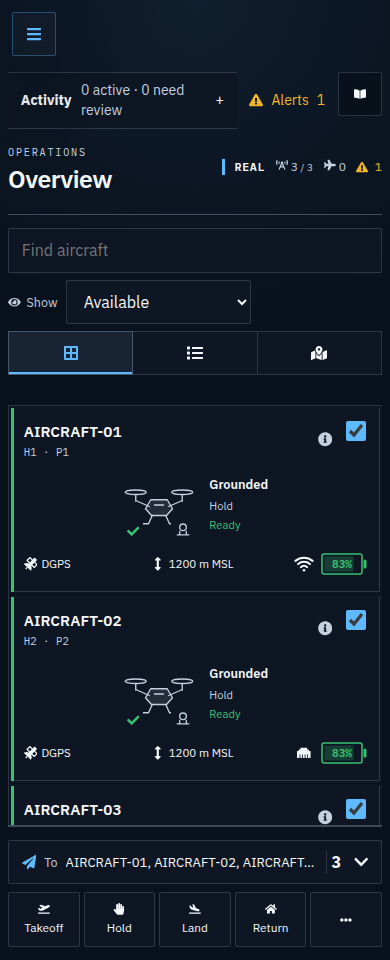 Activity 0 active · 0 need review +
Alerts 1
OPERATIONS
Overview
REAL 3 / 3 0 1
Find aircraft
Show Available
AIRCRAFT-01
H1 · P1
Grounded
Hold
Ready
DGPS 1200 m MSL 83%
AIRCRAFT-02
H2 · P2
Grounded
Hold
Ready
DGPS 1200 m MSL 83%
AIRCRAFT-03
To AIRCRAFT-01, AIRCRAFT-02, AIRCRAFT... 3
Takeoff Hold Land Return